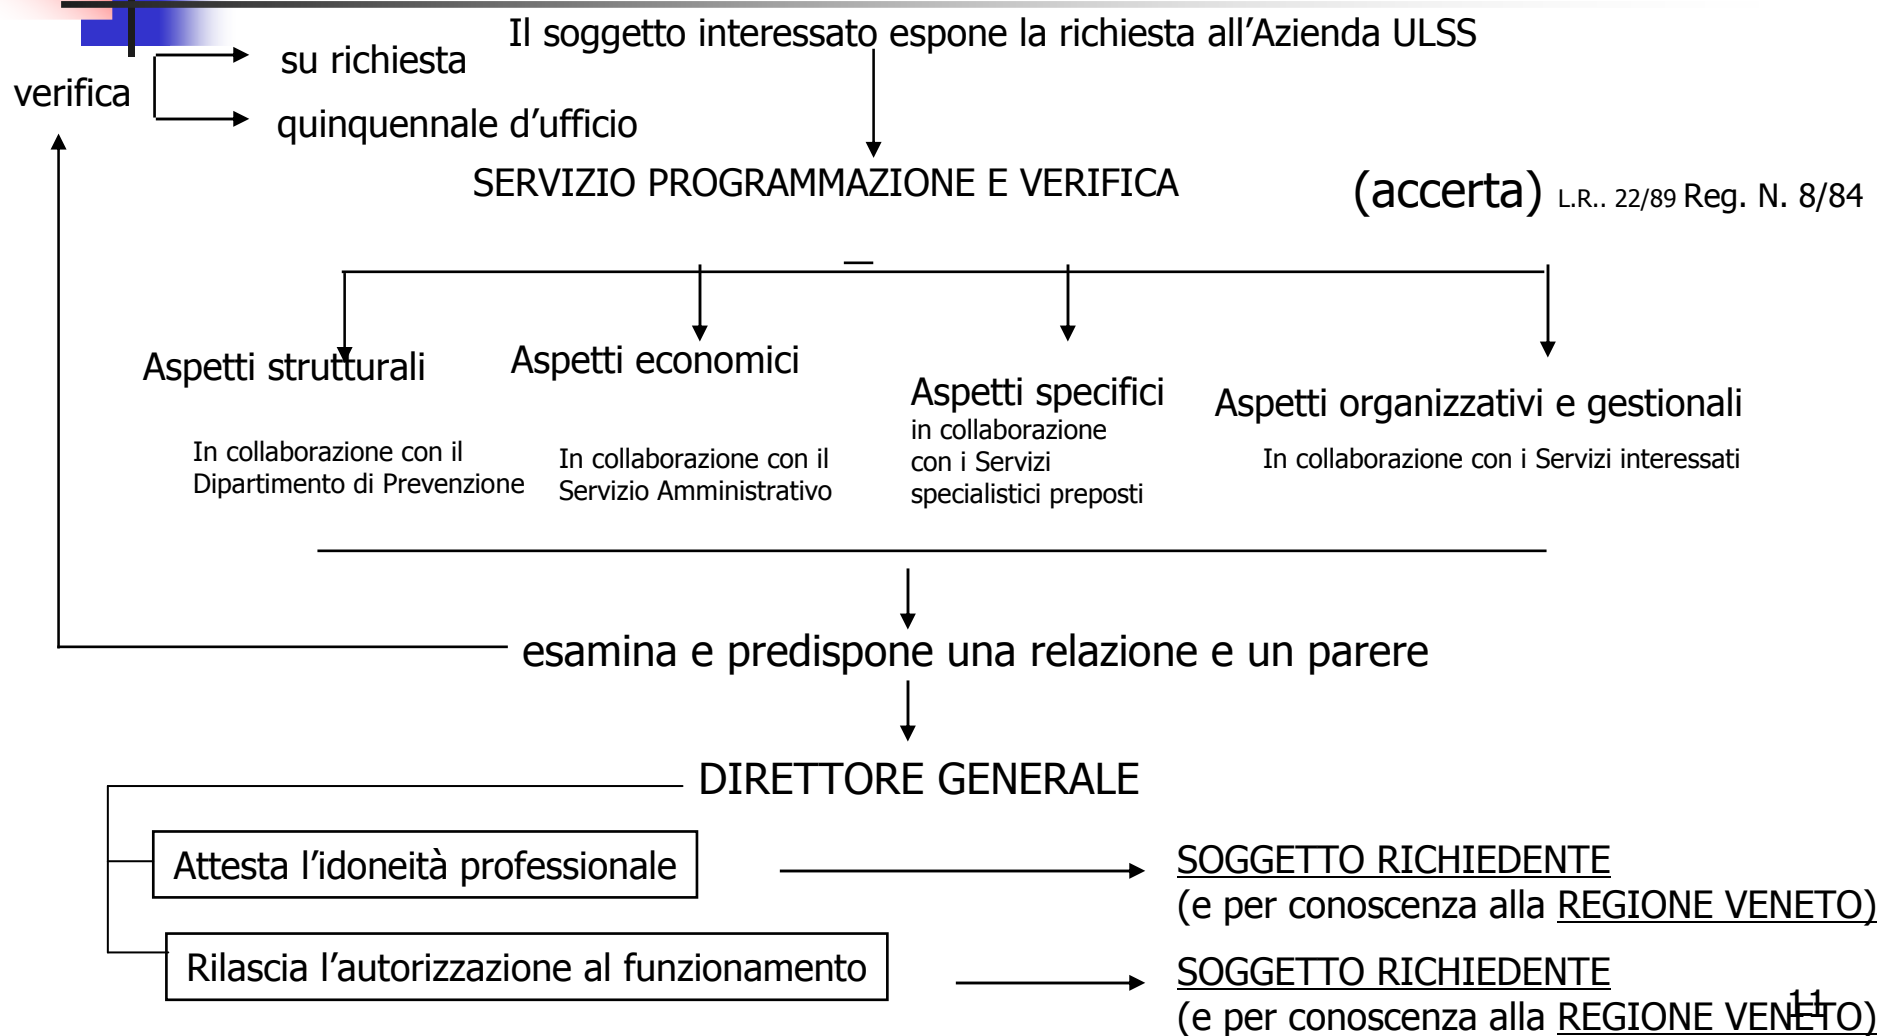 Il soggetto interessato espone la richiesta all'Azienda ULSS
su richiesta
verifica
quinquennale d'ufficio
SERVIZIO PROGRAMMAZIONE E VERIFICA
(accerta) L.R.. 22/89 Reg. N. 8/84
Aspetti strutturali
In collaborazione con il
Dipartimento di Prevenzione
Aspetti economici
In collaborazione con il
Servizio Amministrativo
Aspetti specifici
in collaborazione
con i Servizi
specialistici preposti
Aspetti organizzativi e gestionali
In collaborazione con i Servizi interessati
esamina e predispone una relazione e un parere
DIRETTORE GENERALE
Attesta l'idoneità professionale
SOGGETTO RICHIEDENTE
(e per conoscenza alla REGIONE VENETO)
Rilascia l'autorizzazione al funzionamento
SOGGETTO RICHIEDENTE
(e per conoscenza alla REGIONE VENETO)
11